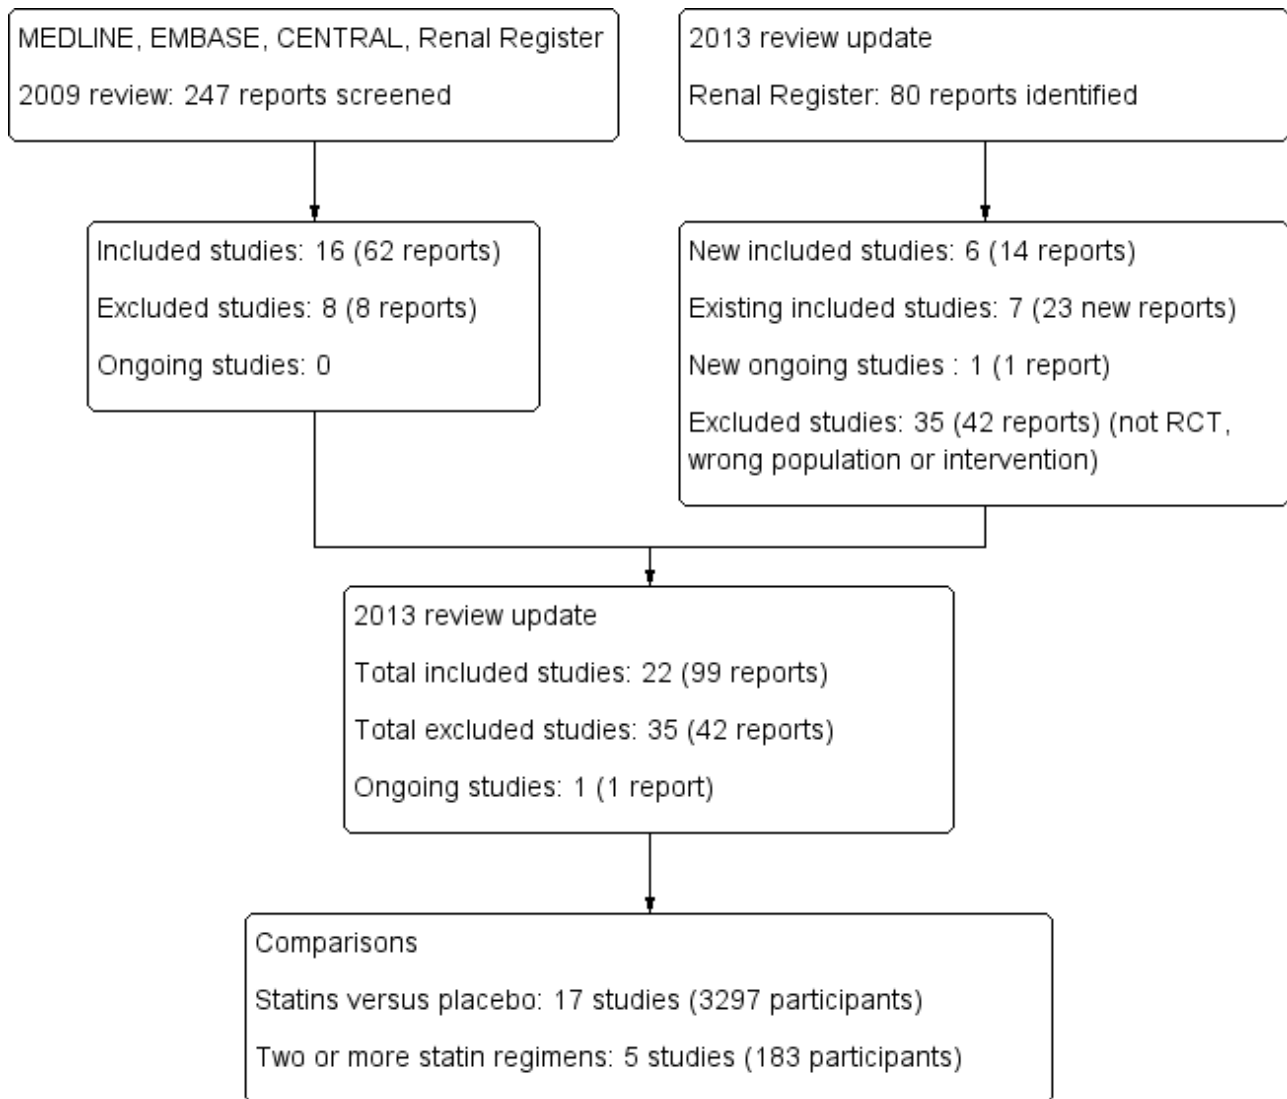 MEDLINE, EMBASE, CENTRAL, Renal Register
2009 review: 247 reports screened
2013 review update
Renal Register: 80 reports identified
Included studies: 16 (62 reports)
Excluded studies: 8 (8 reports)
Ongoing studies: 0
New included studies: 6 (14 reports)
Existing included studies: 7 (23 new reports)
New ongoing studies : 1 (1 report)
Excluded studies: 35 (42 reports) (not RCT,
wrong population or intervention)
2013 review update
Total included studies: 22 (99 reports)
Total excluded studies: 35 (42 reports)
Ongoing studies: 1 (1 report)
Comparisons
Statins versus placebo: 17 studies (3297 participants)
Two or more statin regimens: 5 studies (183 participants)